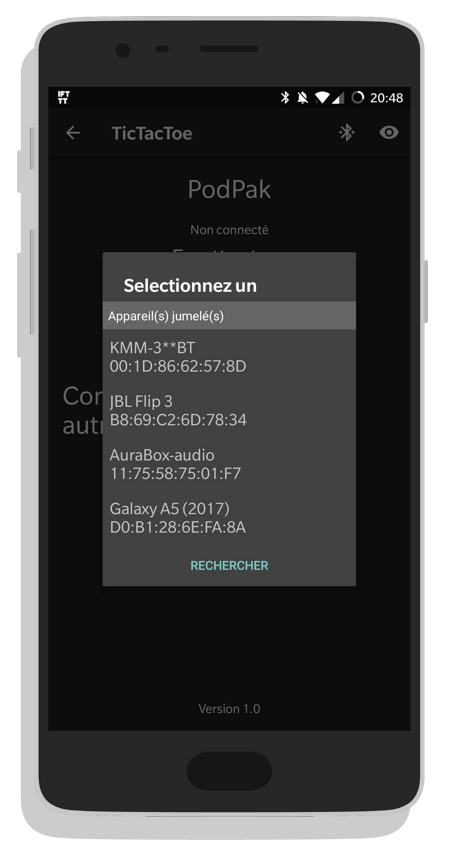 IFTTT
20:48
TicTacToe
PodPak
Non connecté
Selectionnez un
Appareil(s) jumelé(s)
KMM-3**BT
00:1D:86:62:57:8D
JBL Flip 3
B8:69:C2:6D:78:34
AuraBox-audio
11:75:58:75:01:F7
Galaxy A5 (2017)
D0:B1:28:6E:FA:8A
RECHERCHER
Version 1.0